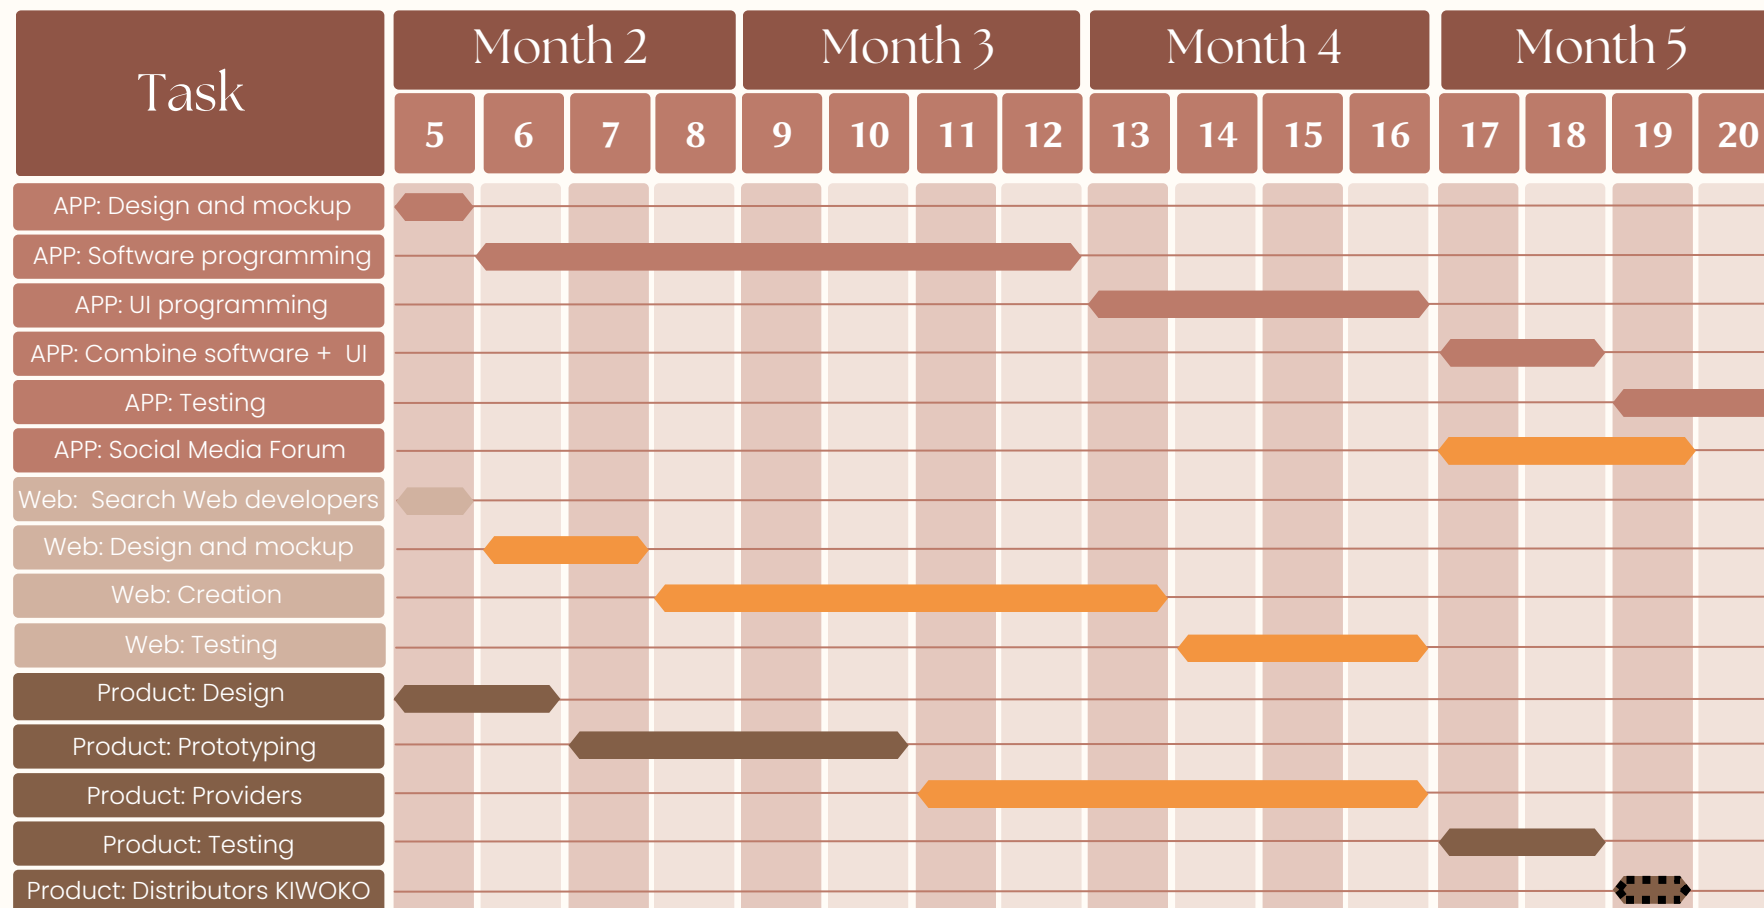 Task
Month 2 Month 3 Month 4 Month 5
5 6 7 8 9 10 11 12 13 14 15 16 17 18 19 20
APP: Design and mockup
APP: Software programming
APP: UI programming
APP: Combine software + UI
APP: Testing
APP: Social Media Forum
Web: Search Web developers
Web: Design and mockup
Web: Creation
Web: Testing
Product: Design
Product: Prototyping
Product: Providers
Product: Testing
Product: Distributors KIWOKO